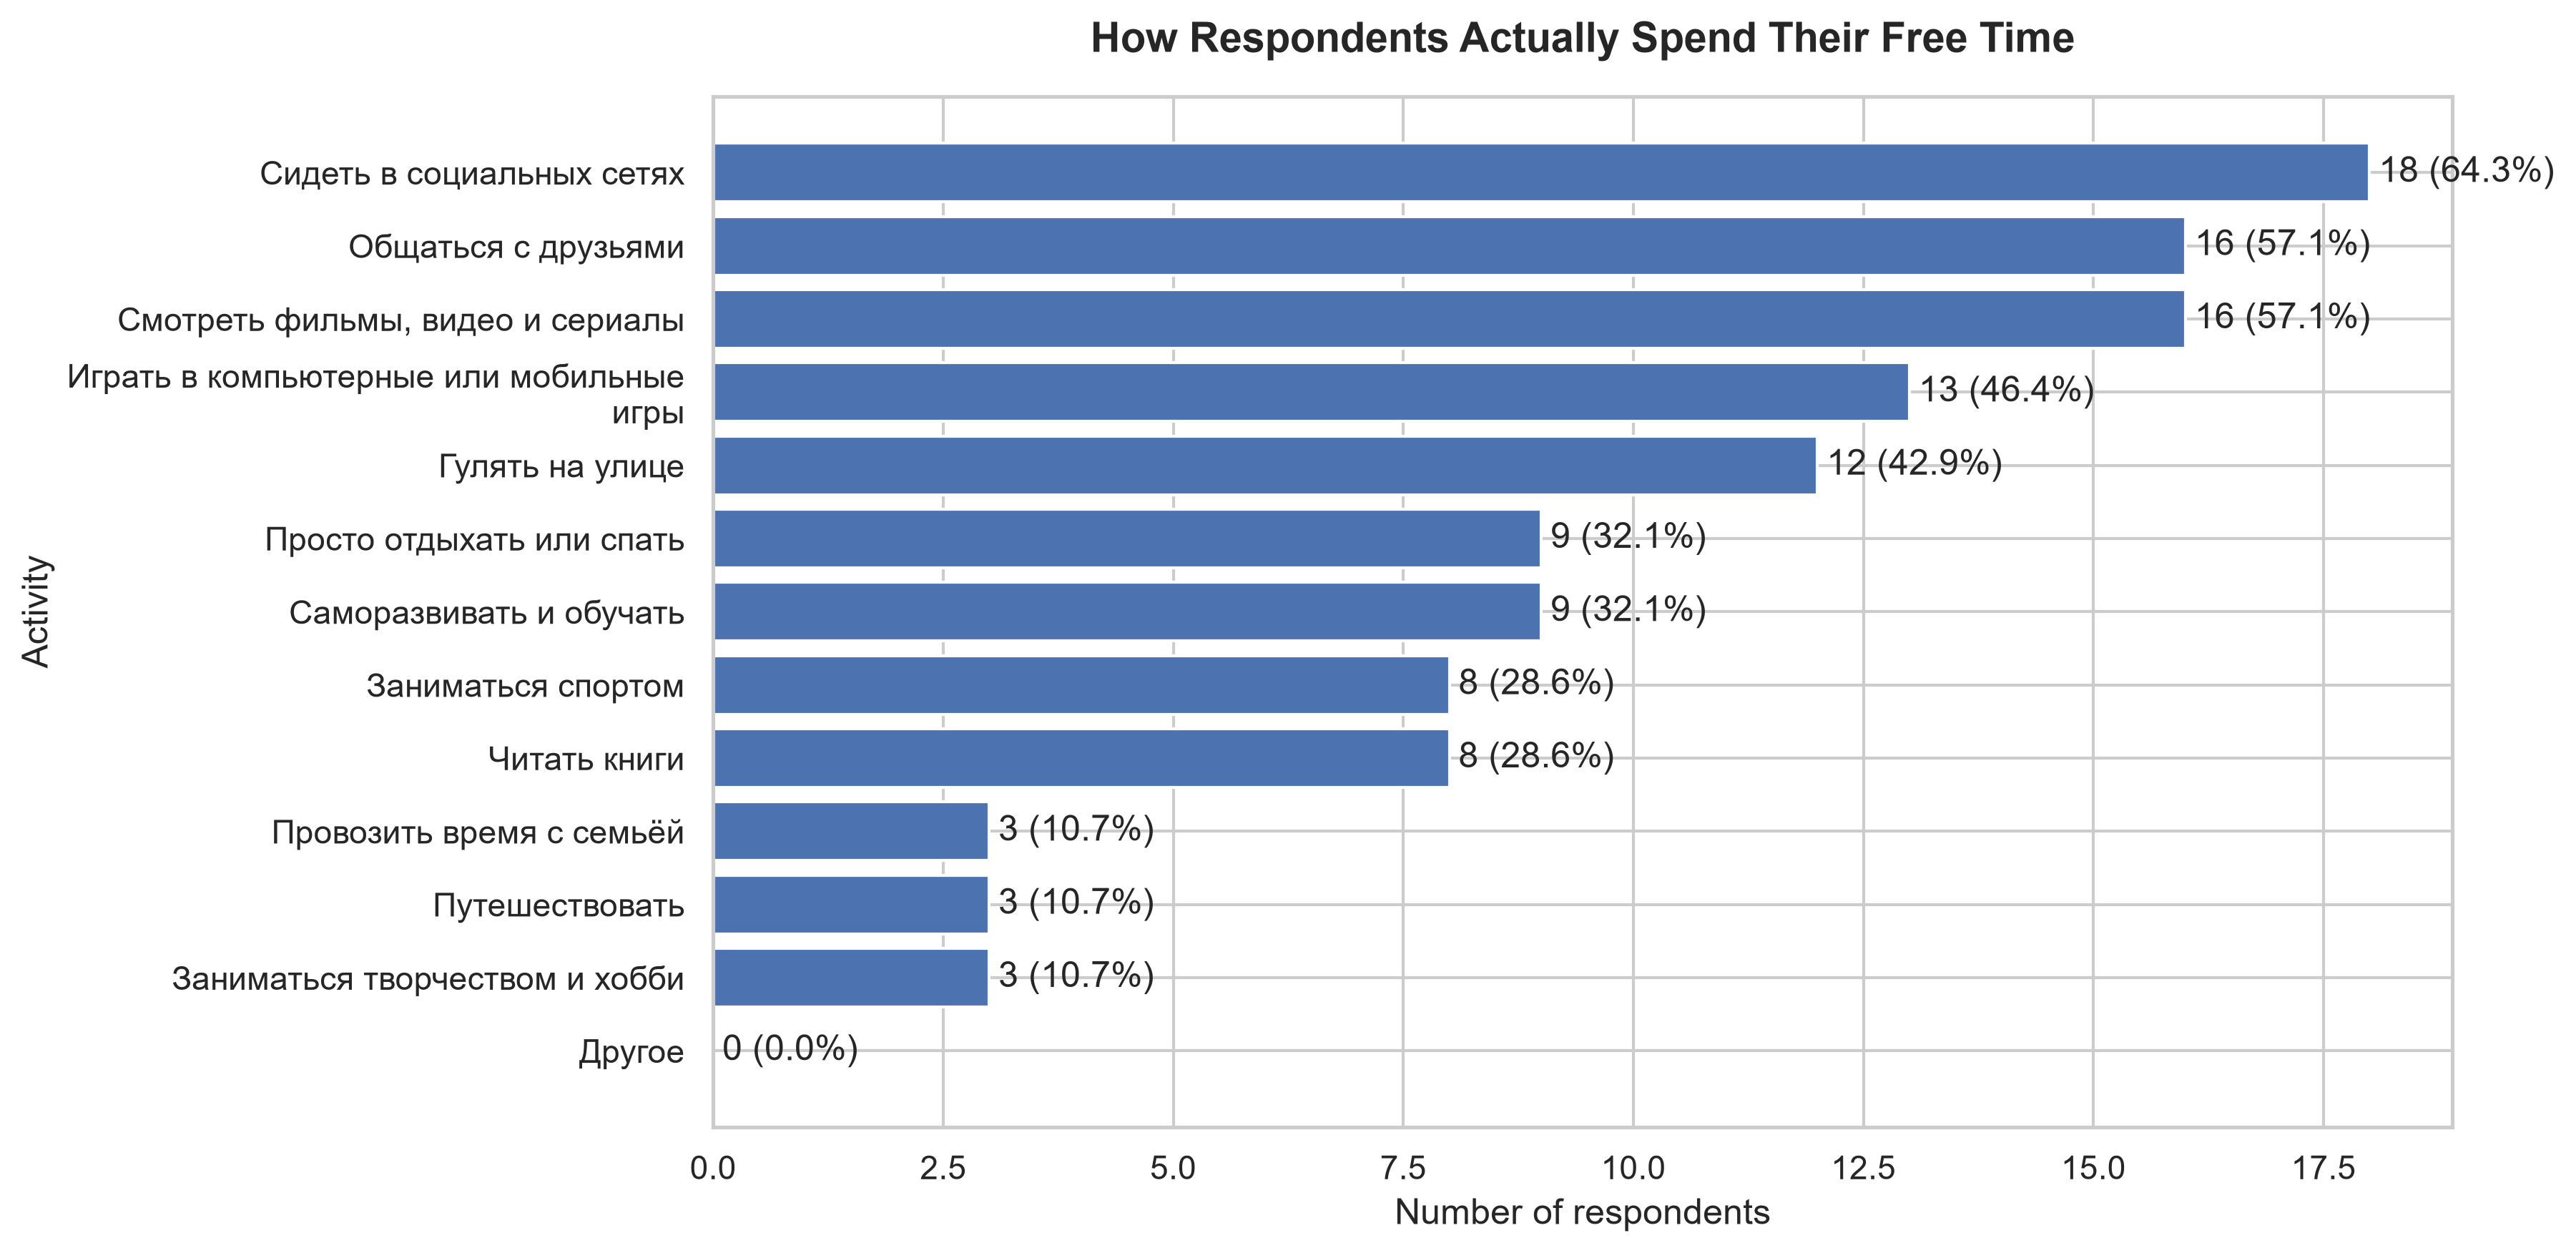 How Respondents Actually Spend Their Free Time
Сидеть в социальных сетях
18 (64.3%)
Общаться с друзьями
16 (57.1%)
Смотреть фильмы, видео и сериалы
16 (57.1%)
Играть в компьютерные или мобильные
игры
13 (46.4%)
Гулять на улице
12 (42.9%)
Просто отдыхать или спать
9 (32.1%)
Саморазвивать и обучать
9 (32.1%)
Заниматься спортом
8 (28.6%)
Читать книги
8 (28.6%)
Провозить время с семьёй
3 (10.7%)
Путешествовать
3 (10.7%)
Заниматься творчеством и хобби
3 (10.7%)
Другое
0 (0.0%)
Activity
0.0 2.5 5.0 7.5 10.0 12.5 15.0 17.5
Number of respondents